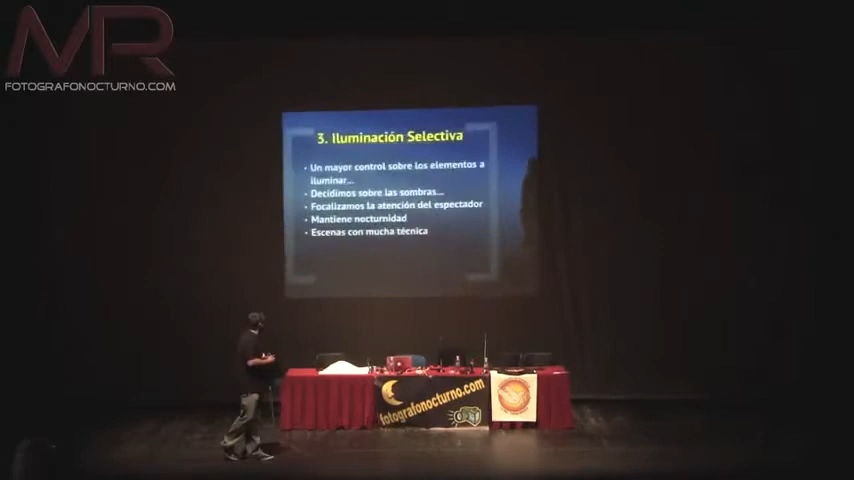 MR
FOTOGRAFONOCTURNO.COM
3. Iluminación Selectiva
• Un mayor control sobre los elementos a
iluminar...
• Decidimos sobre las sombras...
• Focalizamos la atención del espectador
• Mantiene nocturnidad
• Escenas con mucha técnica
fotografonocturno.com